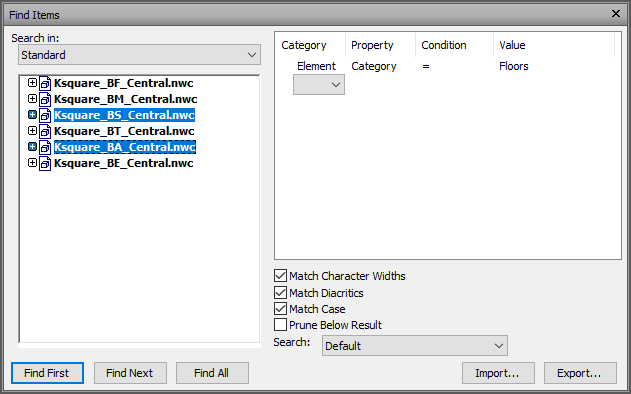 Find Items
Search in:
Standard
Ksquare_BF_Central.nwc
Ksquare_BM_Central.nwc
Ksquare_BS_Central.nwc
Ksquare_BT_Central.nwc
Ksquare_BA_Central.nwc
Ksquare_BE_Central.nwc
Category Property Condition Value
Element Category = Floors
Match Character Widths
Match Diacritics
Match Case
Prune Below Result
Search: Default
Find First Find Next Find All Import... Export...